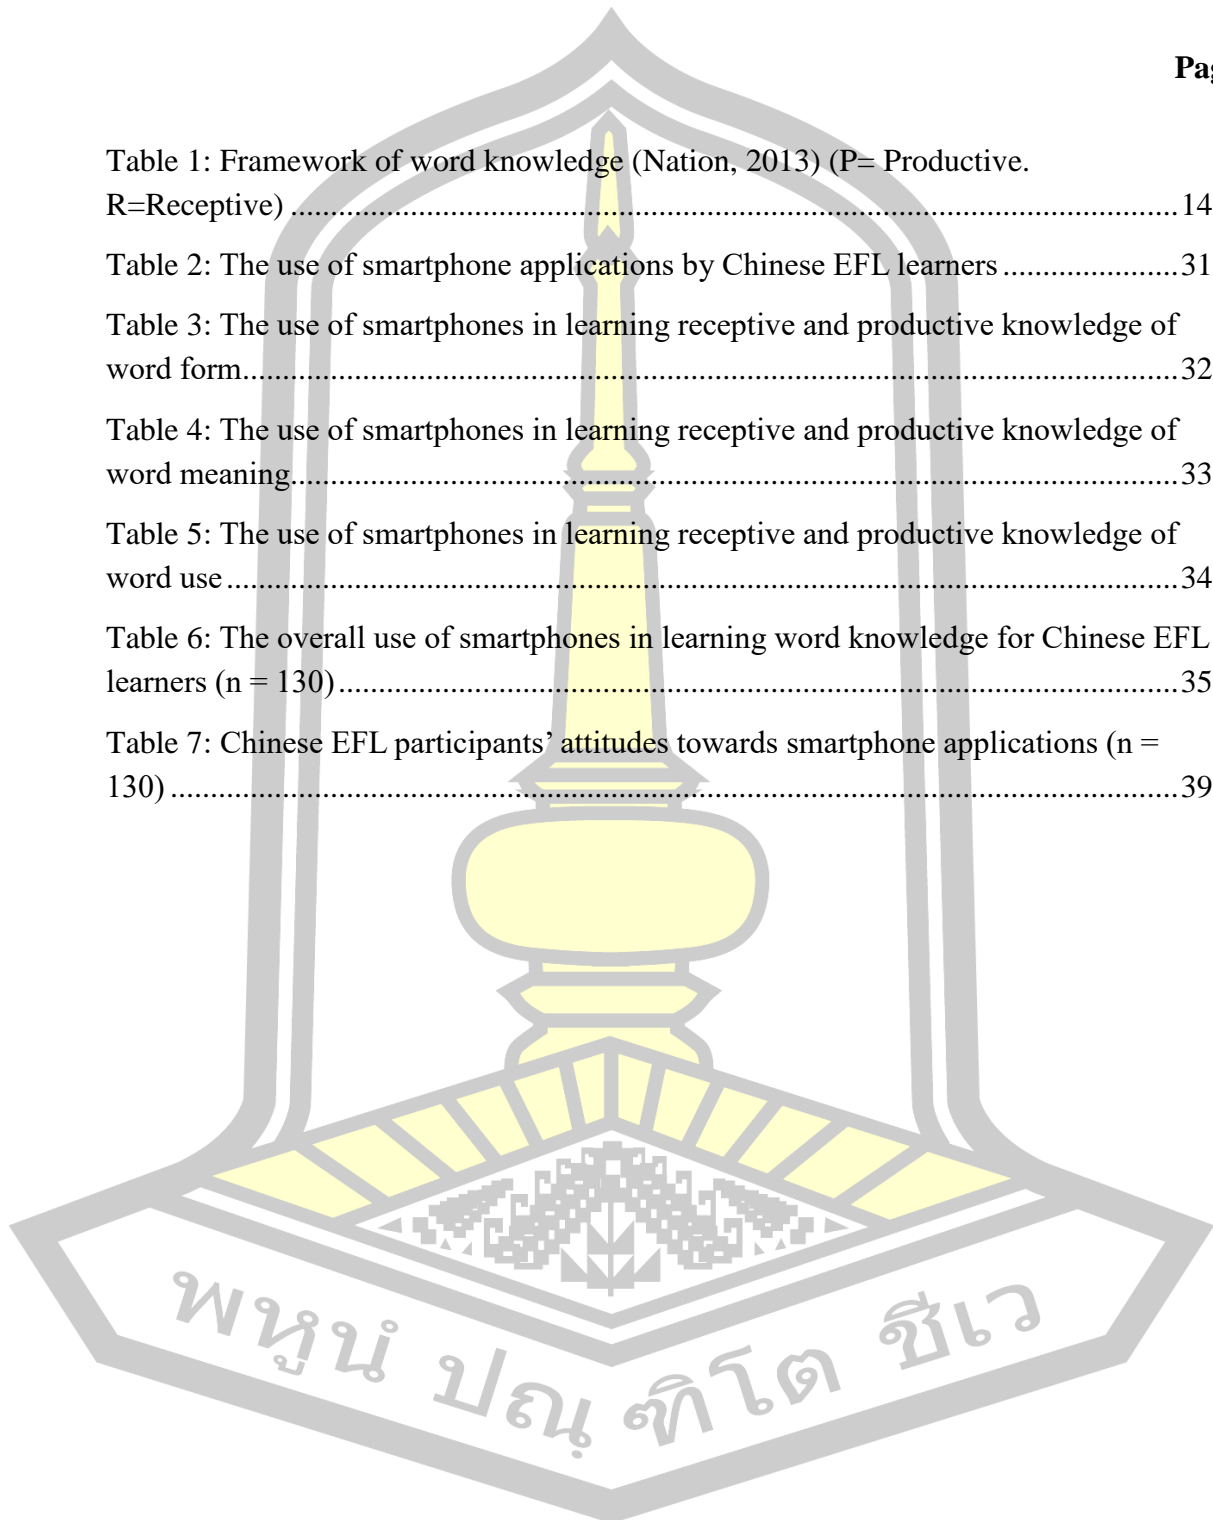 Pag
Table 1: Framework of word knowledge (Nation, 2013) (P= Productive.
R=Receptive) ....................................................................................................14
Table 2: The use of smartphone applications by Chinese EFL learners ....................31
Table 3: The use of smartphones in learning receptive and productive knowledge of
word form.........................................................................................................32
Table 4: The use of smartphones in learning receptive and productive knowledge of
word meaning...................................................................................................33
Table 5: The use of smartphones in learning receptive and productive knowledge of
word use ...........................................................................................................34
Table 6: The overall use of smartphones in learning word knowledge for Chinese EFL
learners (n = 130) ..............................................................................................35
Table 7: Chinese EFL participants’ attitudes towards smartphone applications (n =
130) ..................................................................................................................39
พหูนํ ปณฺ ฑิโต ชีเว